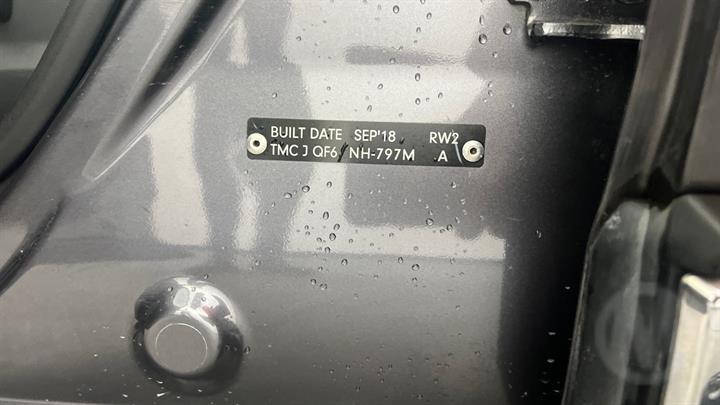 BUILT DATE SEP'18 RW2
TMC J QF6 NH-797M A